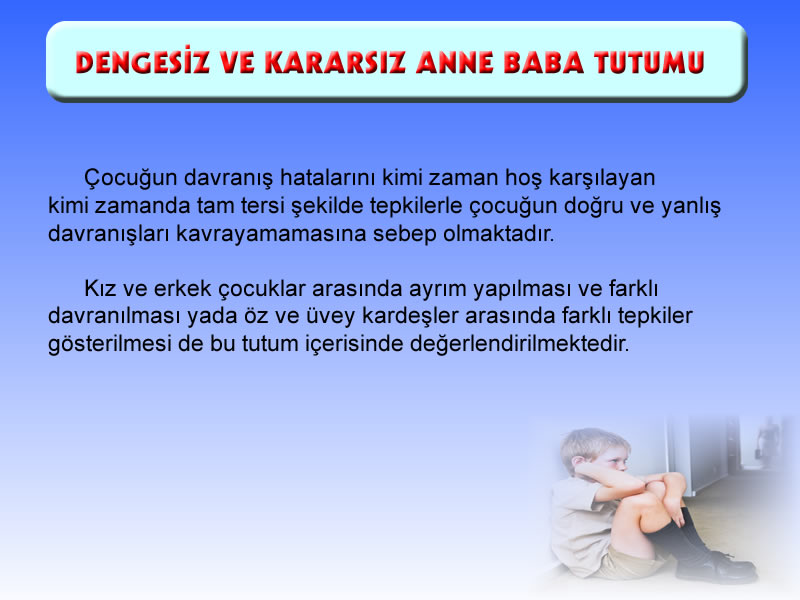 DENGESİZ VE KARARSIZ ANNE BABA TUTUMU
Çocuğun davranış hatalarını kimi zaman hoş karşılayan
kimi zamanda tam tersi şekilde tepkilerle çocuğun doğru ve yanlış
davranışları kavrayamamasına sebep olmaktadır.
Kız ve erkek çocuklar arasında ayrım yapılması ve farklı
davranılması yada öz ve üvey kardeşler arasında farklı tepkiler
gösterilmesi de bu tutum içerisinde değerlendirilmektedir.